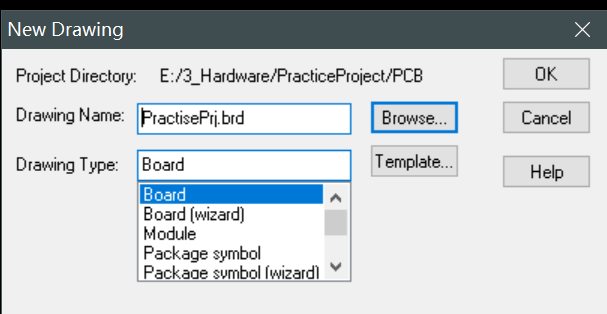 New Drawing
Project Directory: E:/3_Hardware/PracticeProject/PCB
OK
Drawing Name: PractisePrj.brd Browse... Cancel
Drawing Type: Board Template... Help
Board
Board (wizard)
Module
Package symbol
Package symbol (wizard)